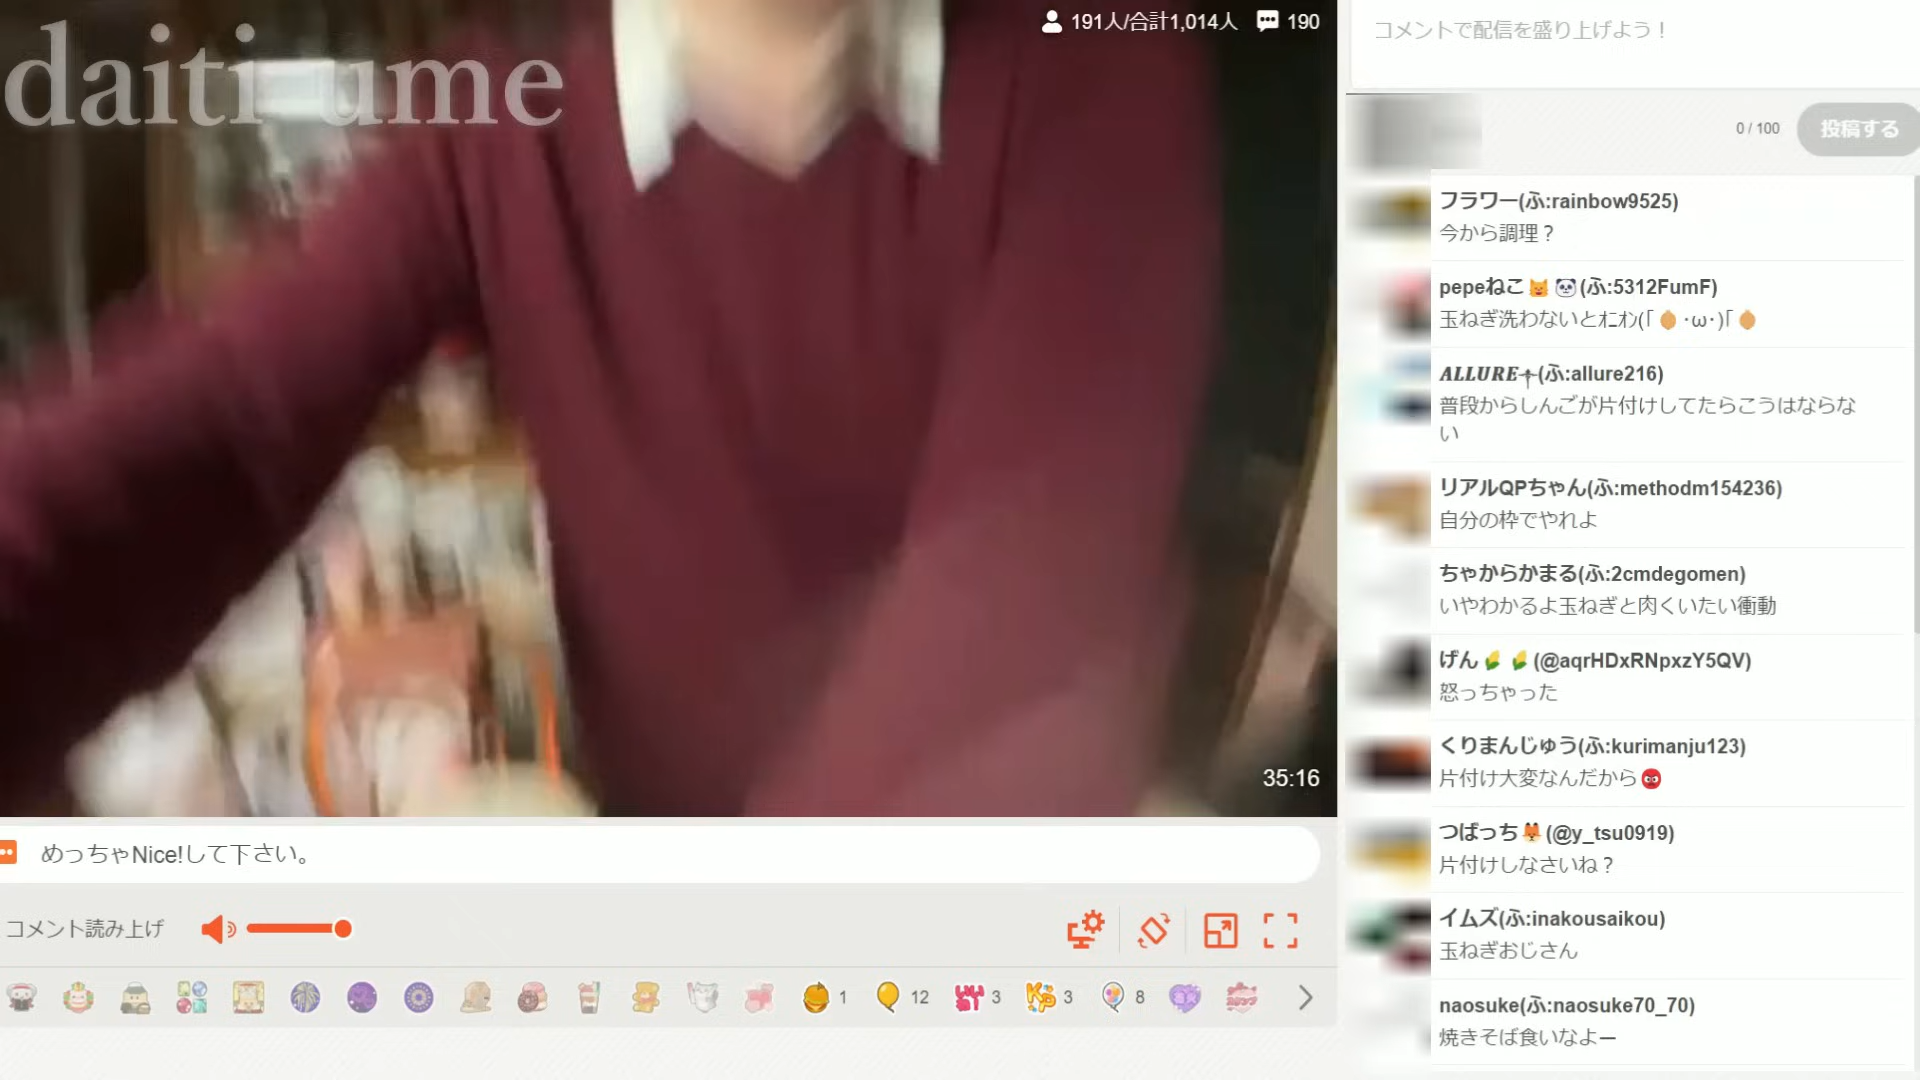 daiti ume
191人/合計1,014人 190
35:16
めっちゃNice!して下さい。
コメント読み上げ
1 12 3 3 8
コメントで配信を盛り上げよう！
0 / 100 投稿する
フラワー(ふ:rainbow9525)
今から調理？
pepeねこ🐱🐼(ふ:5312FumF)
玉ねぎ洗わないとｵﾆｵﾝ(｢🧅･ω･)｢🧅
ALLURE⸸(ふ:allure216)
普段からしんごが片付けしてたらこうはならな
い
リアルQPちゃん(ふ:methodm154236)
自分の枠でやれよ
ちゃからかまる(ふ:2cmdegomen)
いやわかるよ玉ねぎと肉くいたい衝動
げん🌽🌽(@aqrHDxRNpxzY5QV)
怒っちゃった
くりまんじゅう(ふ:kurimanju123)
片付け大変なんだから👹
つばっち🦊(@y_tsu0919)
片付けしなさいね？
イムズ(ふ:inakousaikou)
玉ねぎおじさん
naosuke(ふ:naosuke70_70)
焼きそば食いなよー